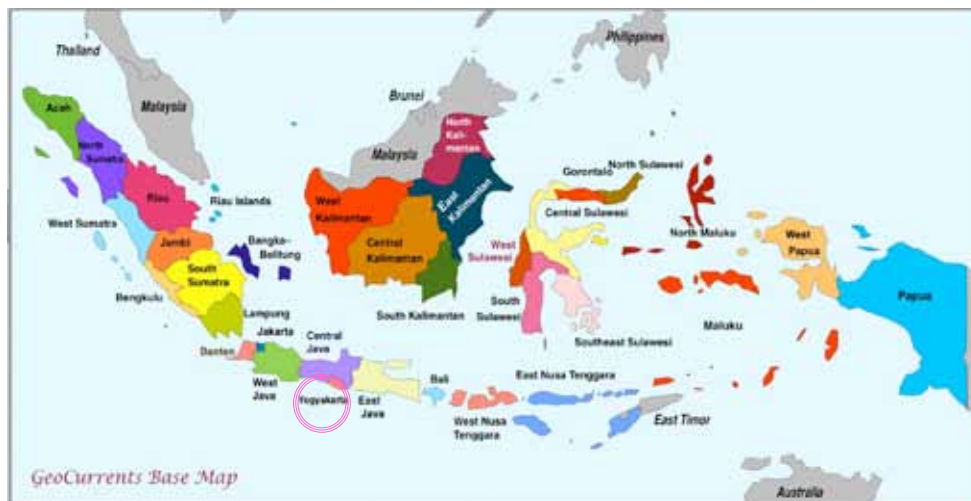 Philippines
Thailand
Brunei
Aceh
Malaysia
North
Kali-
mantan
North
Sumatra
Malaysia
Gorontalo
North Sulawesi
Riau
East
Kalimantan
West
Kalimantan
Riau Islands
Central Sulawesi
West Sumatra
North Maluku
West
Papua
Jambi
Bangka-
Belitung
Central
Kalimantan
West
Sulawesi
South
Sumatra
Papua
Bengkulu
South
Sulawesi
Lampung
South Kalimantan
Maluku
Jakarta
Central
Java
Southeast Sulawesi
Banten
East Nusa Tenggara
West
Java
Yogyakarta
East
Java
Bali
West Nusa
Tenggara
East Timor
GeoCurrents Base Map
Australia